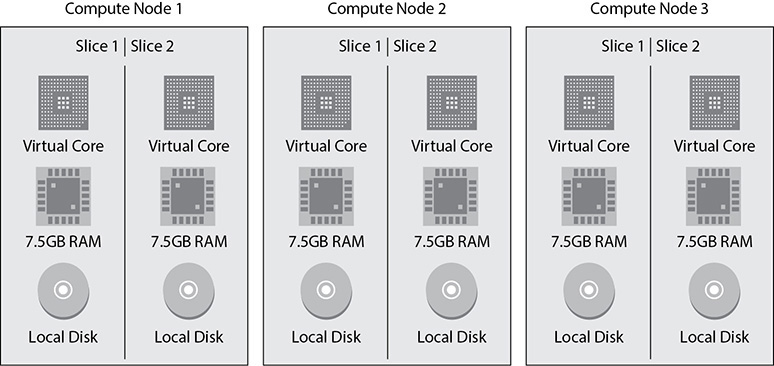 Compute Node 1
Compute Node 2
Compute Node 3
Slice 1 | Slice 2
Slice 1 | Slice 2
Slice 1 | Slice 2
Virtual Core
Virtual Core
Virtual Core
Virtual Core
Virtual Core
Virtual Core
7.5GB RAM
7.5GB RAM
7.5GB RAM
7.5GB RAM
7.5GB RAM
7.5GB RAM
Local Disk
Local Disk
Local Disk
Local Disk
Local Disk
Local Disk